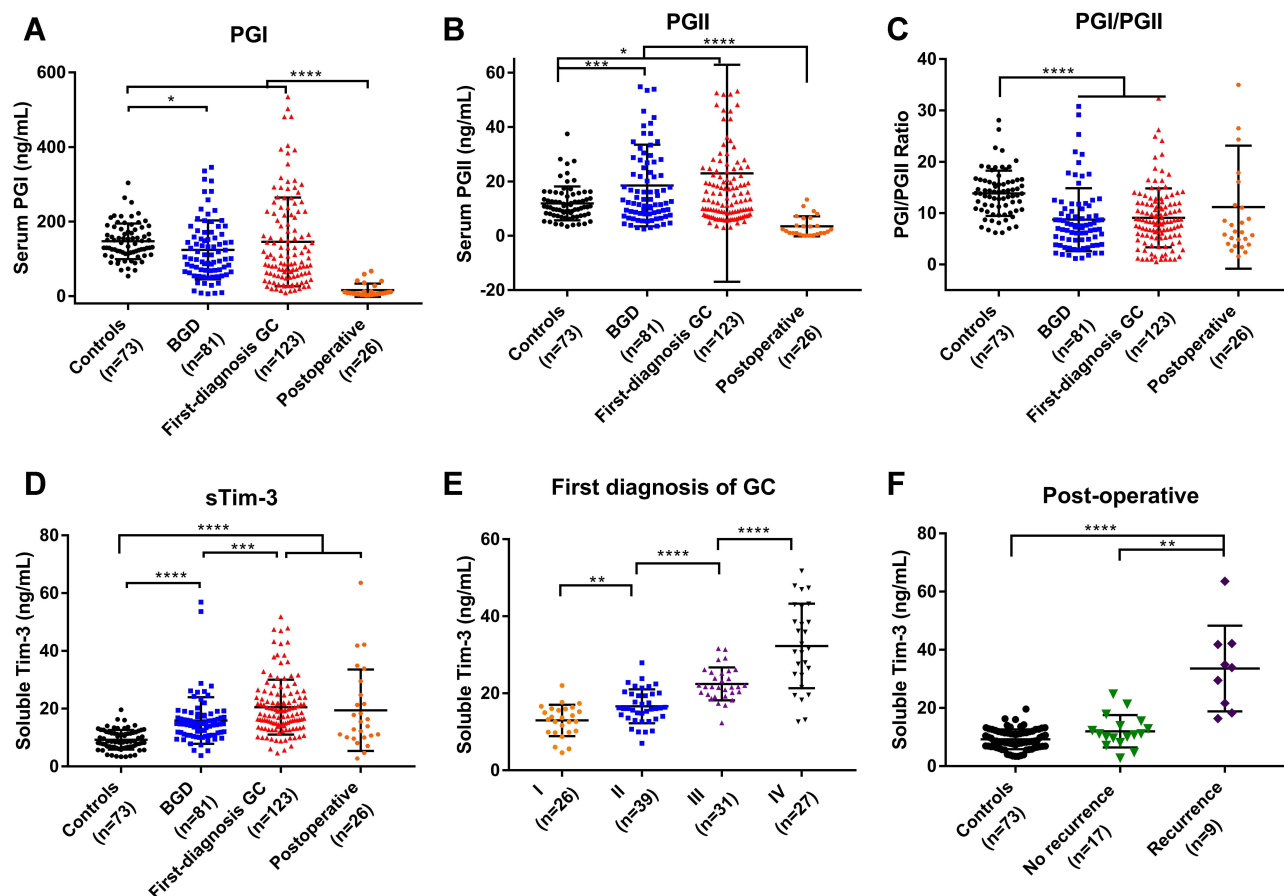 A
PGI
Serum PGI (ng/mL)
600
400
200
0
*
****
Controls
(n=73)
BGD
(n=81)
First-diagnosis GC
(n=123)
Postoperative
(n=26)
B
PGII
Serum PGII (ng/mL)
60
40
20
0
-20
*
****
***
Controls
(n=73)
BGD
(n=81)
First-diagnosis GC
(n=123)
Postoperative
(n=26)
C
PGI/PGII
PGI/PGII Ratio
40
30
20
10
0
****
Controls
(n=73)
BGD
(n=81)
First-diagnosis GC
(n=123)
Postoperative
(n=26)
D
sTim-3
Soluble Tim-3 (ng/mL)
80
60
40
20
0
****
***
****
Controls
(n=73)
BGD
(n=81)
First-diagnosis GC
(n=123)
Postoperative
(n=26)
E
First diagnosis of GC
Soluble Tim-3 (ng/mL)
60
40
20
0
**
****
****
I
(n=26)
II
(n=39)
III
(n=31)
IV
(n=27)
F
Post-operative
Soluble Tim-3 (ng/mL)
80
60
40
20
0
****
**
Controls
(n=73)
No recurrence
(n=17)
Recurrence
(n=9)